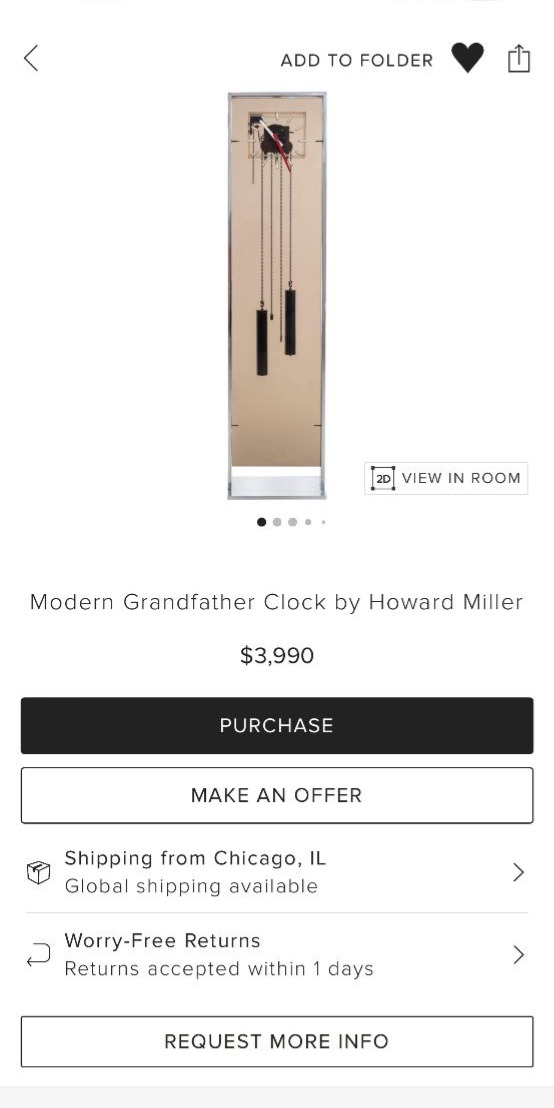 ADD TO FOLDER
2D VIEW IN ROOM
Modern Grandfather Clock by Howard Miller
$3,990
PURCHASE
MAKE AN OFFER
Shipping from Chicago, IL
Global shipping available
Worry-Free Returns
Returns accepted within 1 days
REQUEST MORE INFO